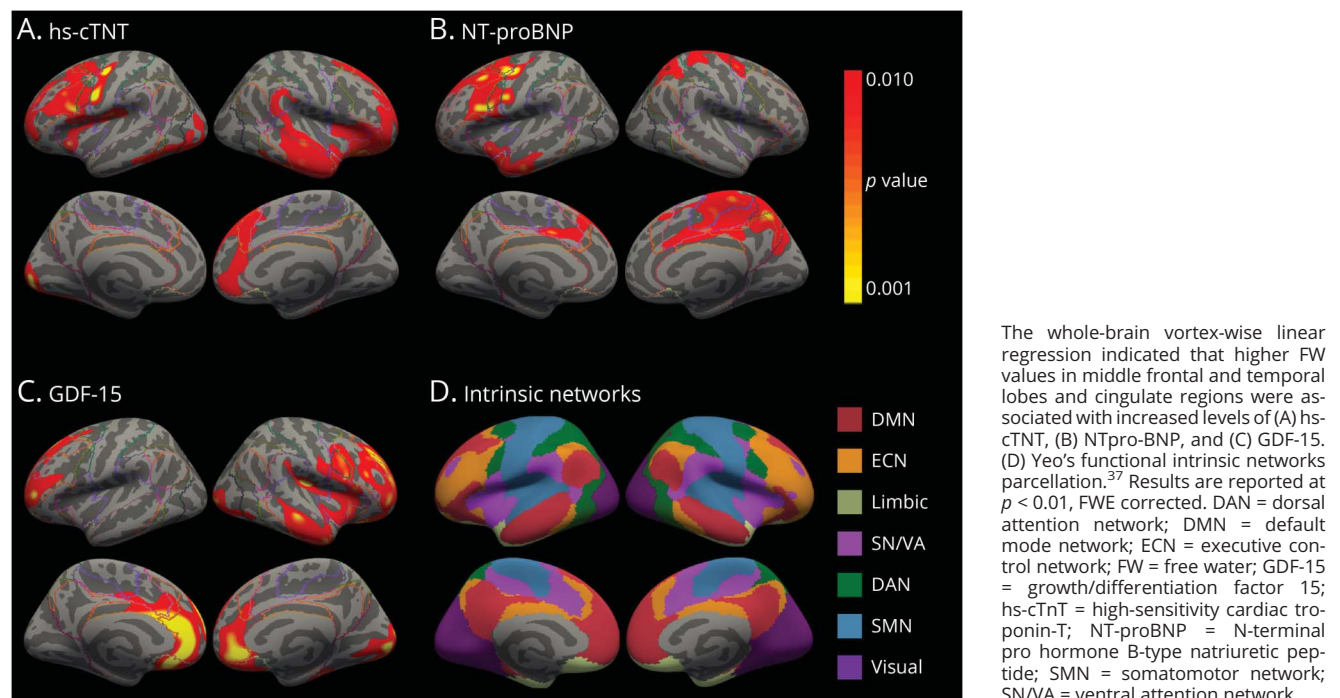 A. hs-cTNT
B. NT-proBNP
0.010
p value
0.001
C. GDF-15
D. Intrinsic networks
DMN
ECN
Limbic
SN/VA
DAN
SMN
Visual
The whole-brain vortex-wise linear
regression indicated that higher FW
values in middle frontal and temporal
lobes and cingulate regions were as-
sociated with increased levels of (A) hs-
cTNT, (B) NTpro-BNP, and (C) GDF-15.
(D) Yeo's functional intrinsic networks
parcellation.37 Results are reported at
p < 0.01, FWE corrected. DAN = dorsal
attention network; DMN = default
mode network; ECN = executive con-
trol network; FW = free water; GDF-15
= growth/differentiation factor 15;
hs-cTnT = high-sensitivity cardiac tro-
ponin-T; NT-proBNP = N-terminal
pro hormone B-type natriuretic pep-
tide; SMN = somatomotor network;
SN/VA = ventral attention network